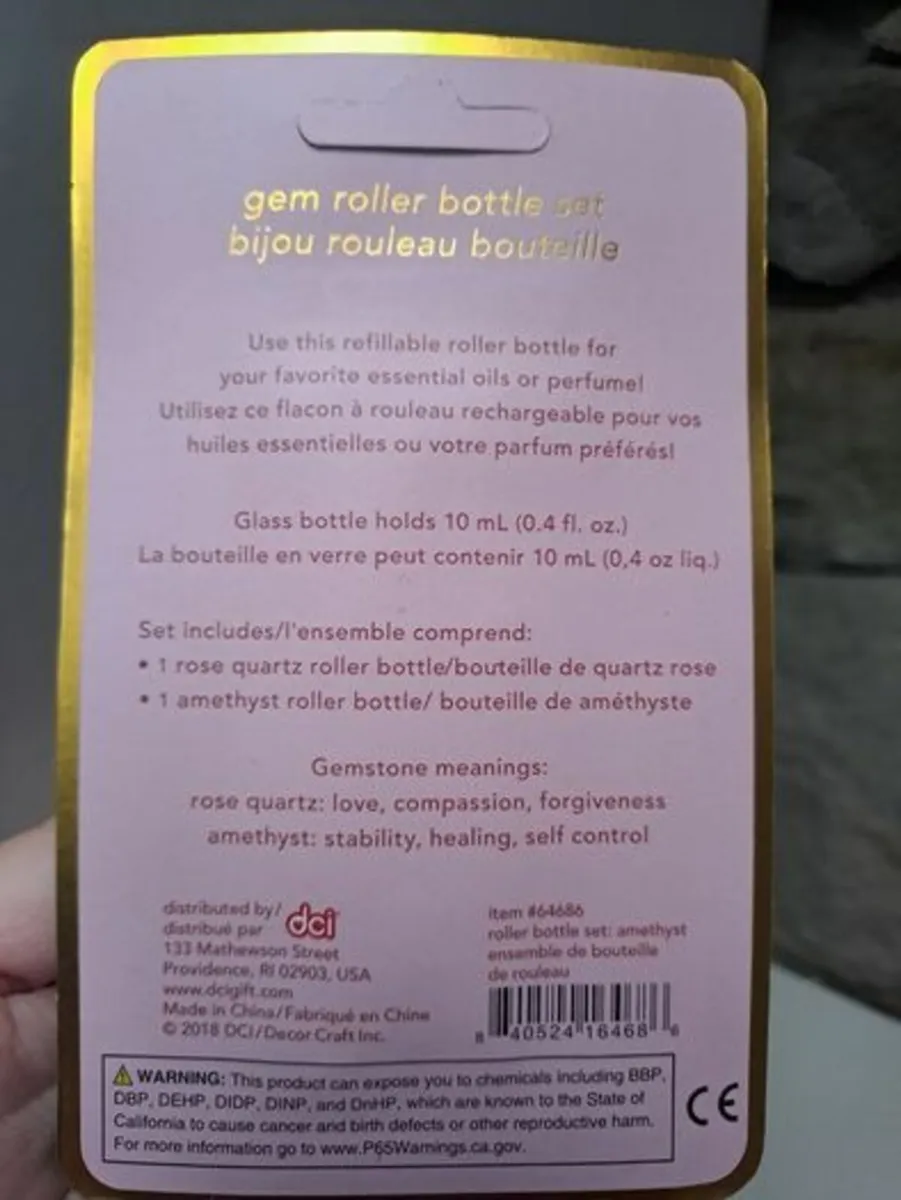 gem roller bottle set
bijou rouleau bouteille
Use this refillable roller bottle for
your favorite essential oils or perfume!
Utilisez ce flacon à rouleau rechargeable pour vos
huiles essentielles ou votre parfum préférés!
Glass bottle holds 10 mL (0.4 fl. oz.)
La bouteille en verre peut contenir 10 mL (0,4 oz liq.)
Set includes/l'ensemble comprend:
• 1 rose quartz roller bottle/bouteille de quartz rose
• 1 amethyst roller bottle/ bouteille de améthyste
Gemstone meanings:
rose quartz: love, compassion, forgiveness
amethyst: stability, healing, self control
distributed by/
distribué par dci
133 Mathewson Street
Providence, RI 02903, USA
www.dcigift.com
Made in China/Fabriqué en Chine
© 2018 DCI/Decor Craft Inc.
item #64686
roller bottle set: amethyst
ensemble de bouteille
de rouleau
8 40524 16468 6
WARNING: This product can expose you to chemicals including BBP,
DBP, DEHP, DIDP, DINP, and DnHP, which are known to the State of
California to cause cancer and birth defects or other reproductive harm.
For more information go to www.P65Warnings.ca.gov.
CE